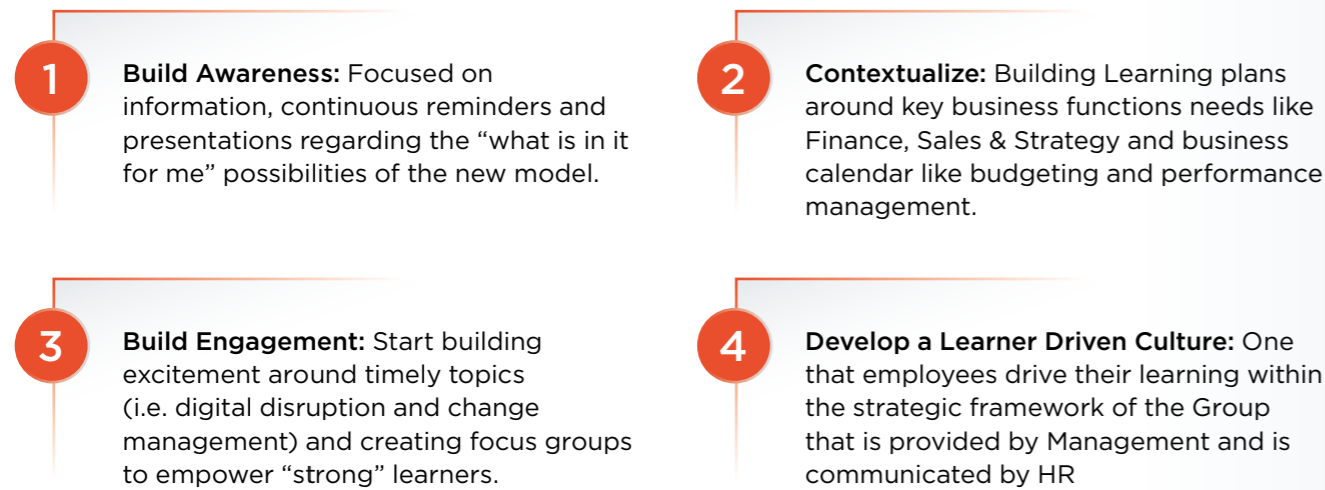 1
Build Awareness: Focused on
information, continuous reminders and
presentations regarding the “what is in it
for me” possibilities of the new model.
2
Contextualize: Building Learning plans
around key business functions needs like
Finance, Sales & Strategy and business
calendar like budgeting and performance
management.
3
Build Engagement: Start building
excitement around timely topics
(i.e. digital disruption and change
management) and creating focus groups
to empower “strong” learners.
4
Develop a Learner Driven Culture: One
that employees drive their learning within
the strategic framework of the Group
that is provided by Management and is
communicated by HR